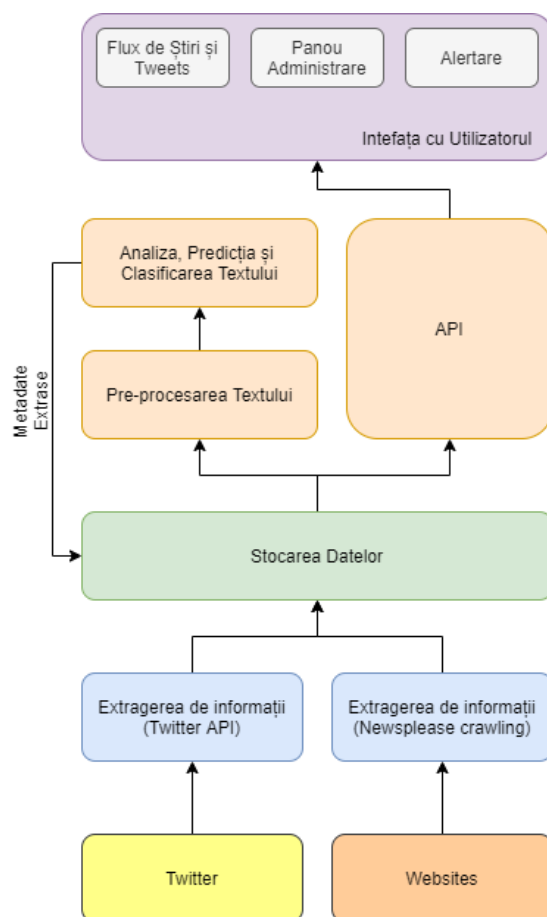 Flux de Știri și
Tweets
Panou
Administrare
Alertare
Intefața cu Utilizatorul
Analiza, Predicția și
Clasificarea Textului
API
Pre-procesarea Textului
Metadate
Extrase
Stocarea Datelor
Extragerea de informații
(Twitter API)
Extragerea de informații
(Newsplease crawling)
Twitter
Websites